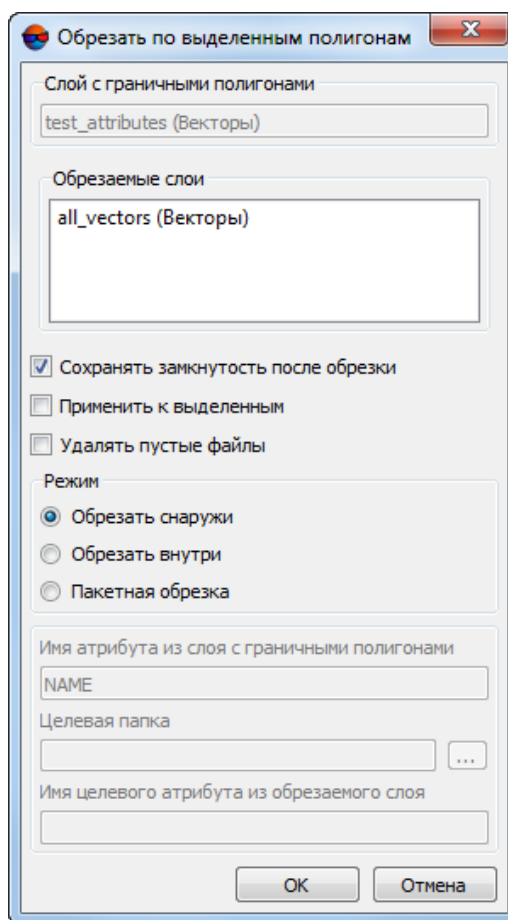 Обрезать по выделенным полигонам
Слой с граничными полигонами
test_attributes (Векторы)
Обрезаемые слои
all_vectors (Векторы)
Сохранять замкнутость после обрезки
Применить к выделенным
Удалять пустые файлы
Режим
Обрезать снаружи
Обрезать внутри
Пакетная обрезка
Имя атрибута из слоя с граничными полигонами
NAME
Целевая папка
...
Имя целевого атрибута из обрезаемого слоя
OK
Отмена